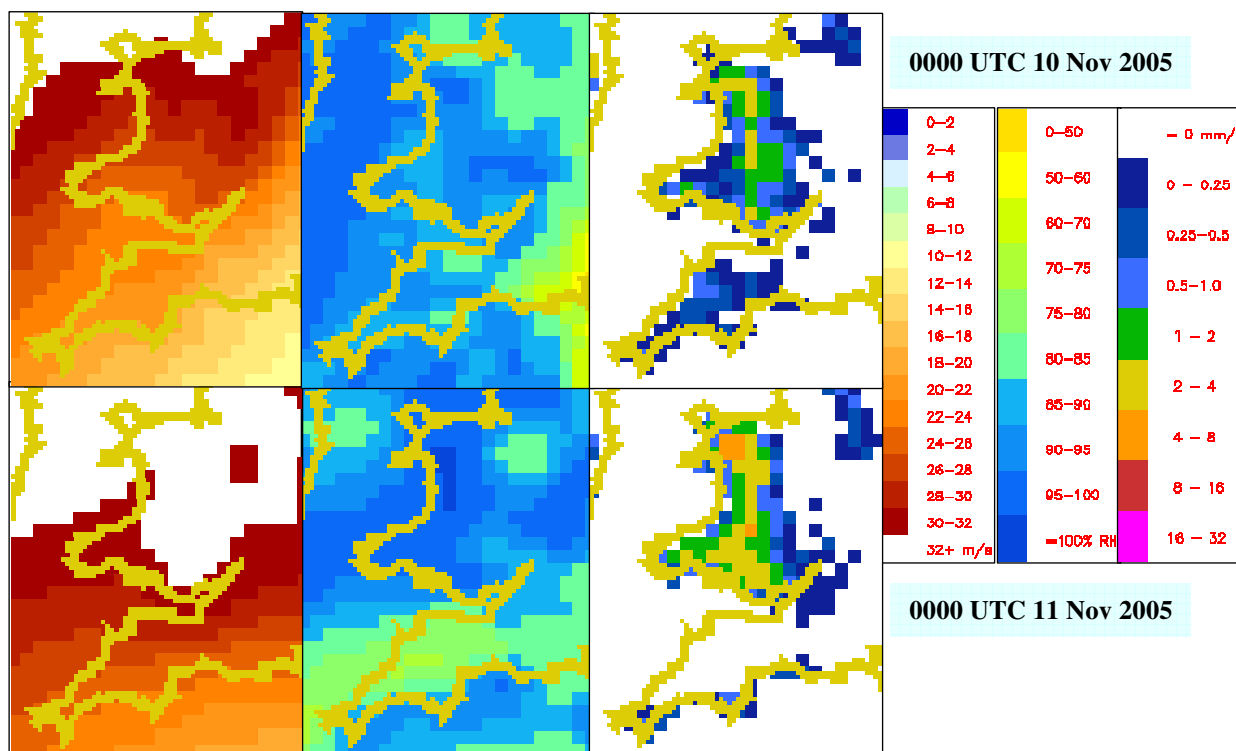 0000 UTC 10 Nov 2005
0-2
2-4
4-6
6-8
8-10
10-12
12-14
14-16
16-18
18-20
20-22
22-24
24-26
26-28
28-30
30-32
32+ m/s
0-50
50-60
60-70
70-75
75-80
80-85
85-90
90-95
95-100
=100% RH
= 0 mm/
0 - 0.25
0.25-0.5
0.5-1.0
1 - 2
2 - 4
4 - 8
8 - 16
16 - 32
0000 UTC 11 Nov 2005